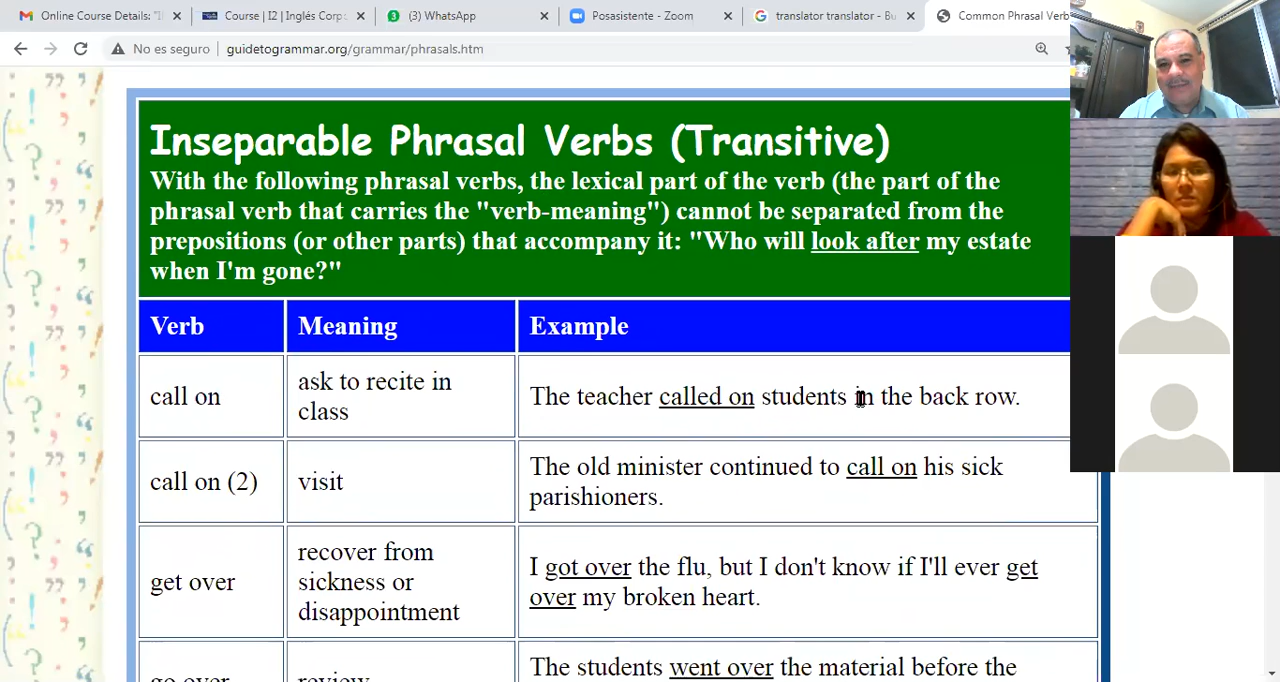 Online Course Details: "I
Course | I2 | Inglés Corp
(3) WhatsApp
Posasistente - Zoom
translator translator - Bu
Common Phrasal Verb
No es seguro
guidetogrammar.org/grammar/phrasals.htm
Inseparable Phrasal Verbs (Transitive)
With the following phrasal verbs, the lexical part of the verb (the part of the
phrasal verb that carries the "verb-meaning") cannot be separated from the
prepositions (or other parts) that accompany it: "Who will look after my estate
when I'm gone?"
Verb
Meaning
Example
call on
ask to recite in
class
The teacher called on students in the back row.
call on (2)
visit
The old minister continued to call on his sick
parishioners.
get over
recover from
sickness or
disappointment
I got over the flu, but I don't know if I'll ever get
over my broken heart.
go over
review
The students went over the material before the